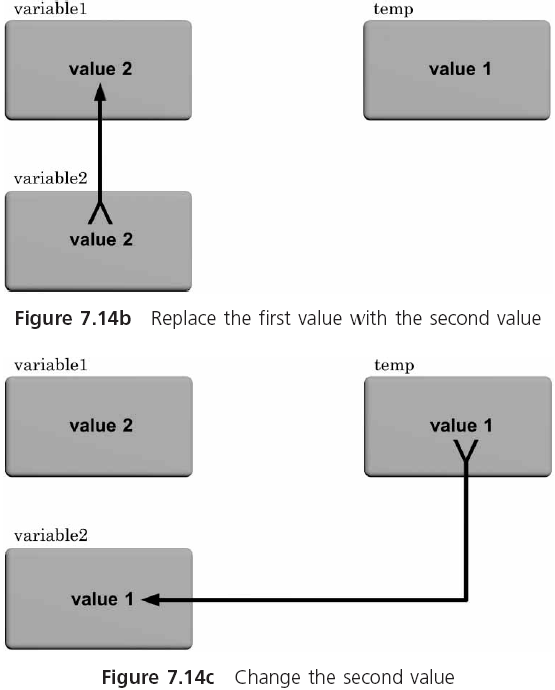 variable1
temp
value 2
value 1
variable2
value 2
Figure 7.14b Replace the first value with the second value
variable1
temp
value 2
value 1
variable2
value 1
Figure 7.14c Change the second value